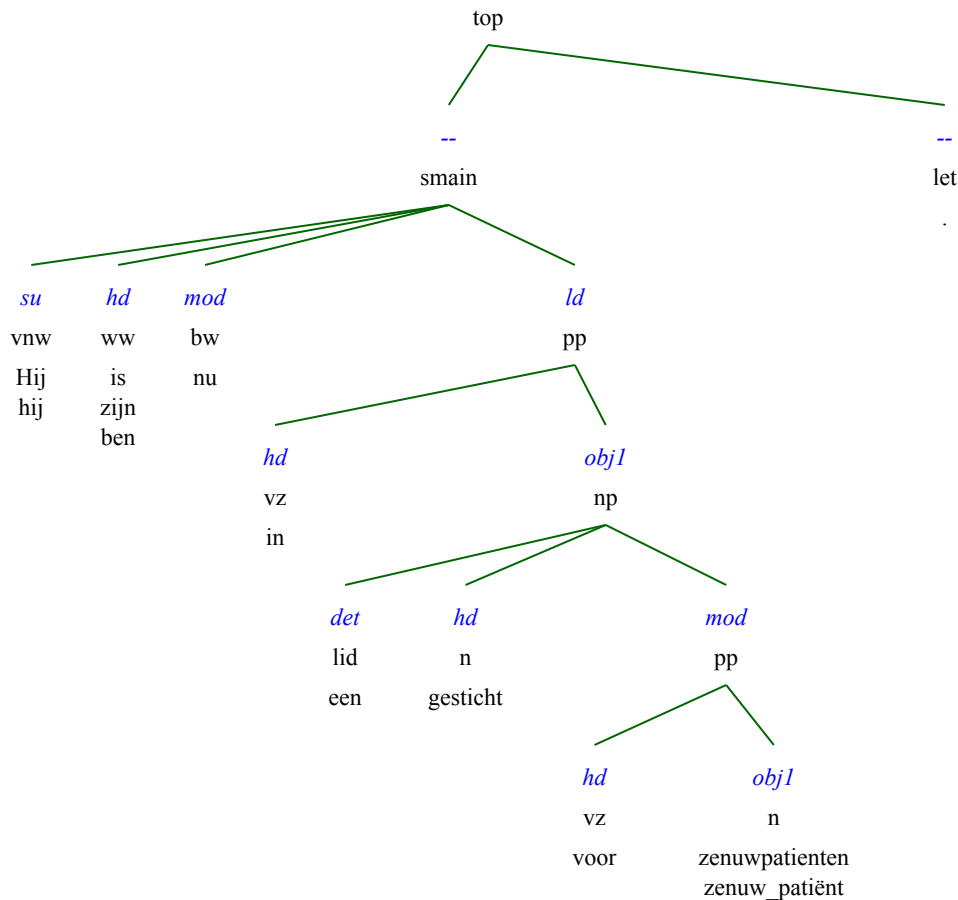 top
-- --
smain let
.
su hd mod ld
vnw ww bw pp
Hij is nu
hij zijn
ben
hd obj1
vz np
in
det hd mod
lid n pp
een gesticht
hd obj1
vz n
voor zenuwpatienten
zenuw_patiënt